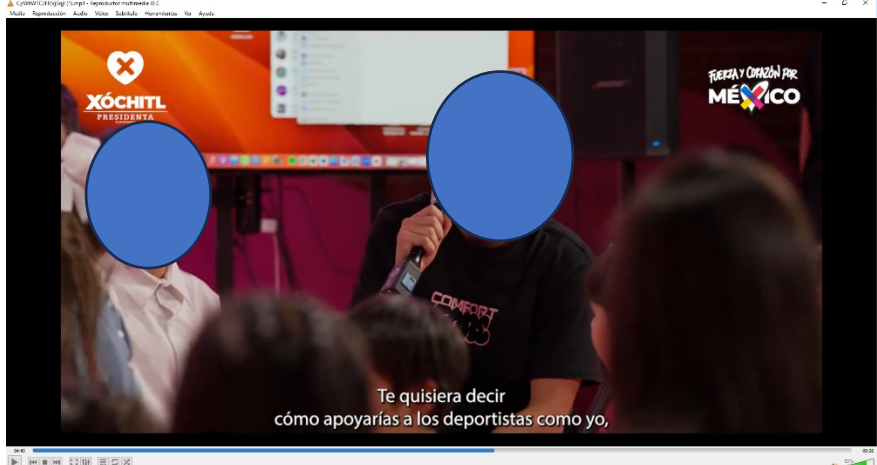 Medio Reproducción Audio Video Subtítulo Herramientas Ver Ayuda
XÓCHITL
PRESIDENTA
FUERZA Y CORAZÓN POR
MÉXICO
COMFORT
Te quisiera decir
cómo apoyarías a los deportistas como yo,